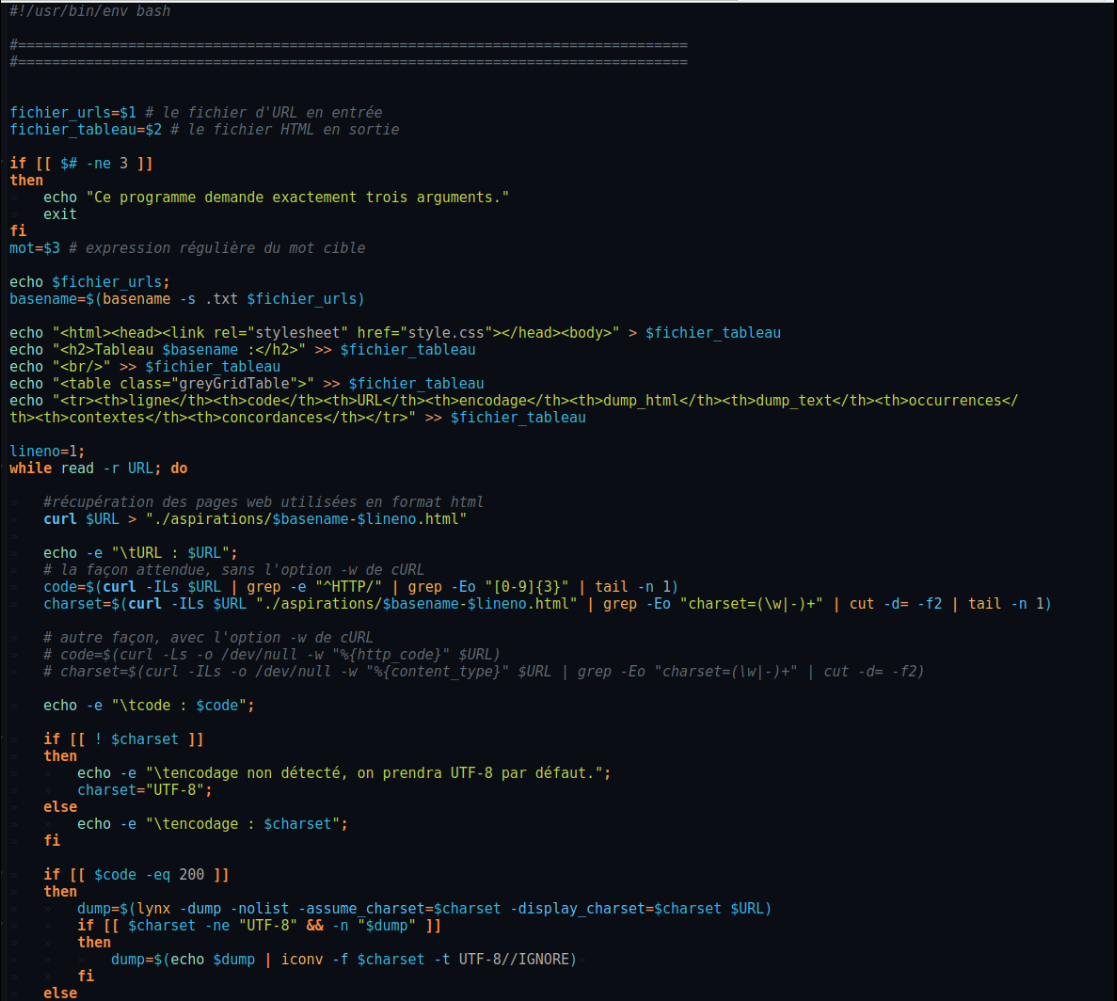 #!/usr/bin/env bash
#===============================================================================
#===============================================================================
fichier_urls=$1 # le fichier d'URL en entrée
fichier_tableau=$2 # le fichier HTML en sortie
if [[ $# -ne 3 ]]
then
echo "Ce programme demande exactement trois arguments."
exit
fi
mot=$3 # expression régulière du mot cible
echo $fichier_urls;
basename=$(basename -s .txt $fichier_urls)
echo "<html><head><link rel="stylesheet" href="style.css"></head><body>" > $fichier_tableau
echo "<h2>Tableau $basename :</h2>" >> $fichier_tableau
echo "<br/>" >> $fichier_tableau
echo "<table class="greyGridTable">" >> $fichier_tableau
echo "<tr><th>ligne</th><th>code</th><th>URL</th><th>encodage</th><th>dump_html</th><th>dump_text</th><th>occurrences</
th><th>contextes</th><th>concordances</th></tr>" >> $fichier_tableau
lineno=1;
while read -r URL; do
#récupération des pages web utilisées en format html
curl $URL > "./aspirations/$basename-$lineno.html"
echo -e "\tURL : $URL";
# la façon attendue, sans l'option -w de cURL
code=$(curl -ILs $URL | grep -e "^HTTP/" | grep -Eo "[0-9]{3}" | tail -n 1)
charset=$(curl -ILs $URL "./aspirations/$basename-$lineno.html" | grep -Eo "charset=(\w|-)+" | cut -d= -f2 | tail -n 1)
# autre façon, avec l'option -w de cURL
# code=$(curl -Ls -o /dev/null -w "%{http_code}" $URL)
# charset=$(curl -ILs -o /dev/null -w "%{content_type}" $URL | grep -Eo "charset=(\w|-)+" | cut -d= -f2)
echo -e "\tcode : $code";
if [[ ! $charset ]]
then
echo -e "\tencodage non détecté, on prendra UTF-8 par défaut.";
charset="UTF-8";
else
echo -e "\tencodage : $charset";
fi
if [[ $code -eq 200 ]]
then
dump=$(lynx -dump -nolist -assume_charset=$charset -display_charset=$charset $URL)
if [[ $charset -ne "UTF-8" && -n "$dump" ]]
then
dump=$(echo $dump | iconv -f $charset -t UTF-8//IGNORE)
fi
else